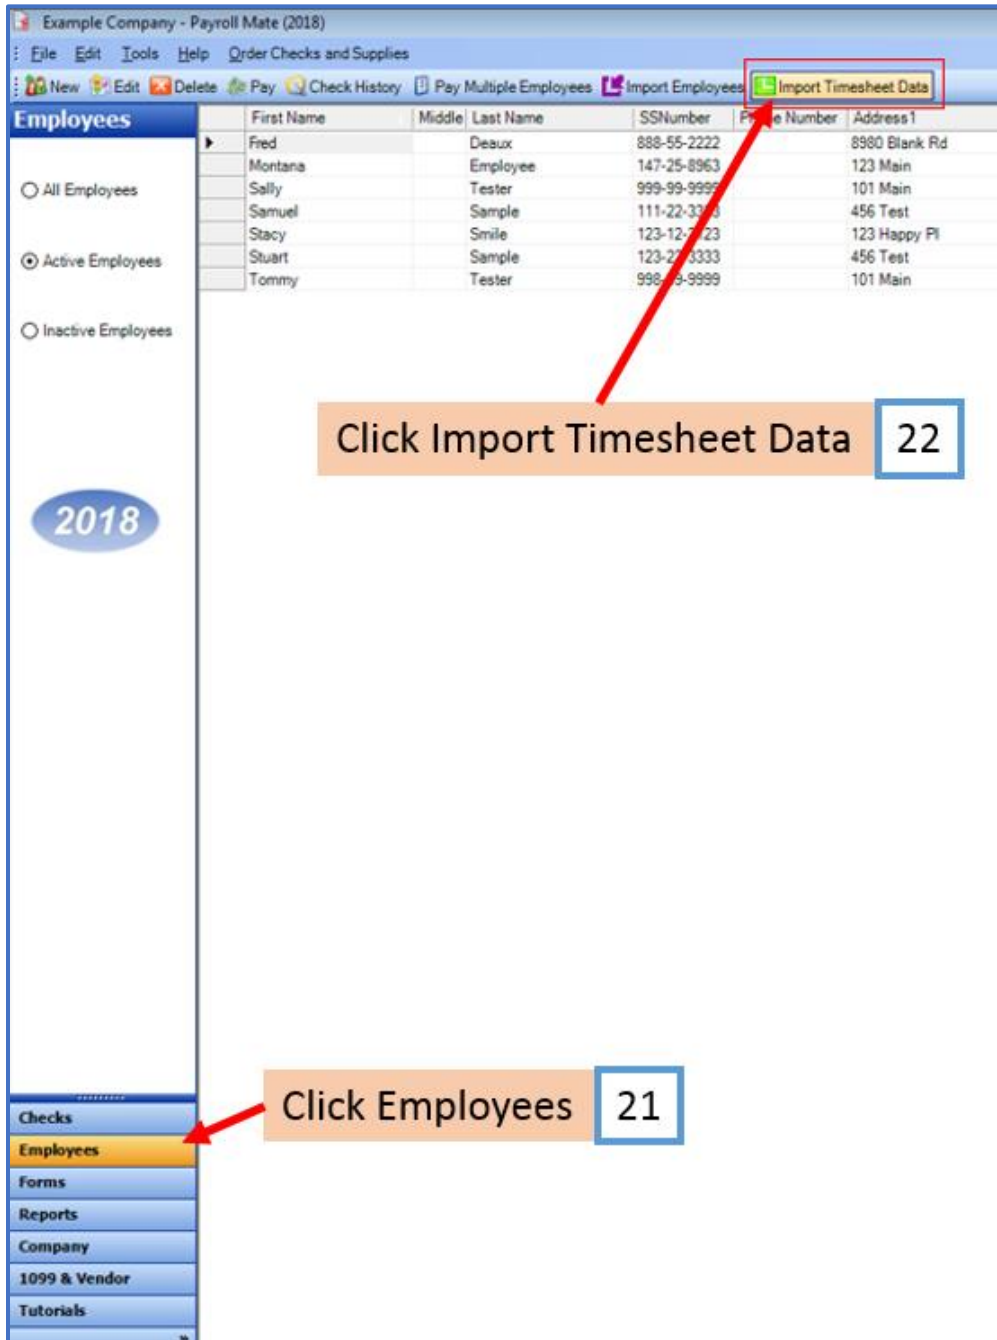 Example Company - Payroll Mate (2018)
File Edit Tools Help Order Checks and Supplies
New Edit Delete Pay Check History Pay Multiple Employees Import Employees Import Timesheet Data
Employees
First Name Middle Last Name SSNumber Number Address1
Fred Deaux 888-55-2222 8980 Blank Rd
Montana Employee 147-25-8963 123 Main
All Employees
Sally Tester 999-99-9999 101 Main
Samuel Sample 456 Test
Stacy Smile 123 Happy Pl
Active Employees
Stuart Sample 456 Test
Tommy Tester 101 Main
Inactive Employees
Click Import Timesheet Data 22
2018
Click Employees 21
Checks
Employees
Forms
Reports
Company
1099 & Vendor
Tutorials
»